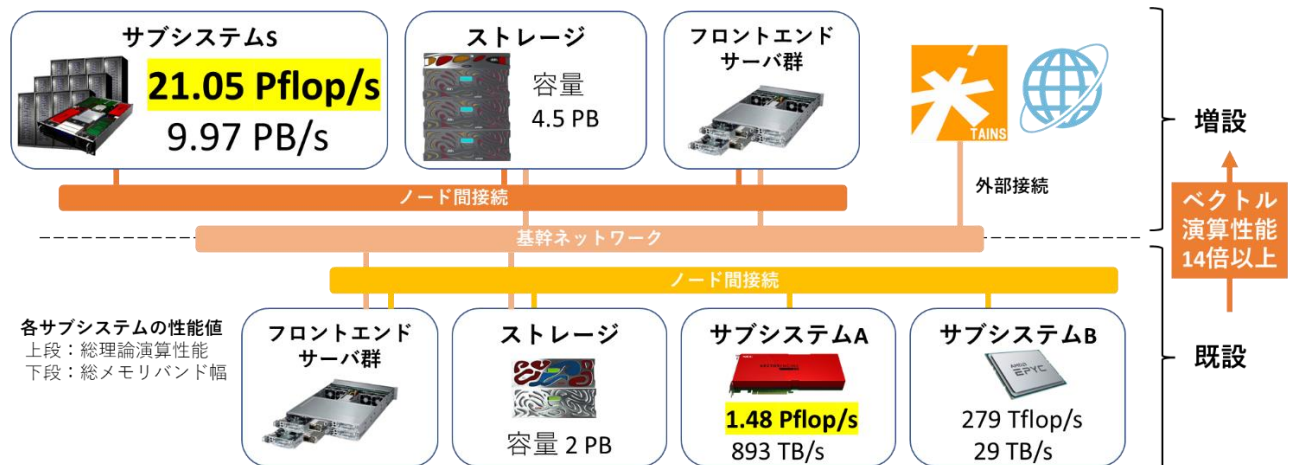 サブシステムS
21.05 Pflop/s
9.97 PB/s
ストレージ
容量
4.5 PB
フロントエンド
サーバ群
TAINS
外部接続
増設
ノード間接続
基幹ネットワーク
ベクトル
演算性能
14倍以上
ノード間接続
各サブシステムの性能値
上段：総理論演算性能
下段：総メモリバンド幅
フロントエンド
サーバ群
ストレージ
容量 2 PB
サブシステムA
1.48 Pflop/s
893 TB/s
サブシステムB
AMD
EPYC
279 Tflop/s
29 TB/s
既設